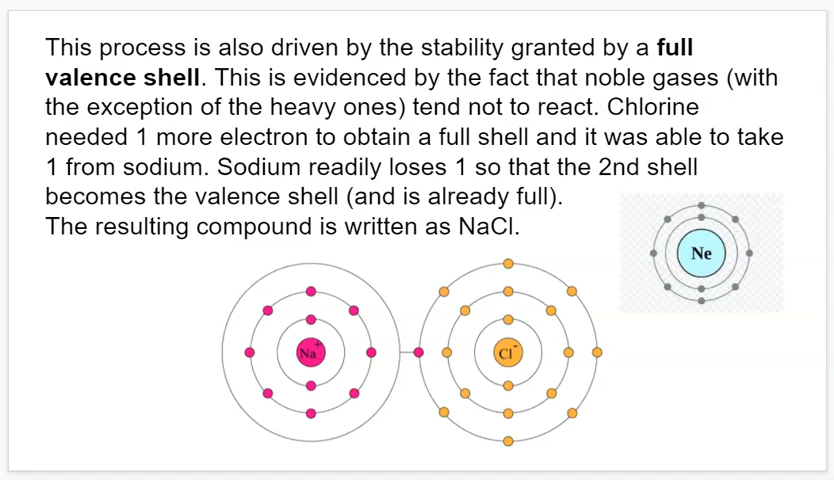 This process is also driven by the stability granted by a full
valence shell. This is evidenced by the fact that noble gases (with
the exception of the heavy ones) tend not to react. Chlorine
needed 1 more electron to obtain a full shell and it was able to take
1 from sodium. Sodium readily loses 1 so that the 2nd shell
becomes the valence shell (and is already full).
The resulting compound is written as NaCl.
Ne
Na+
Cl-